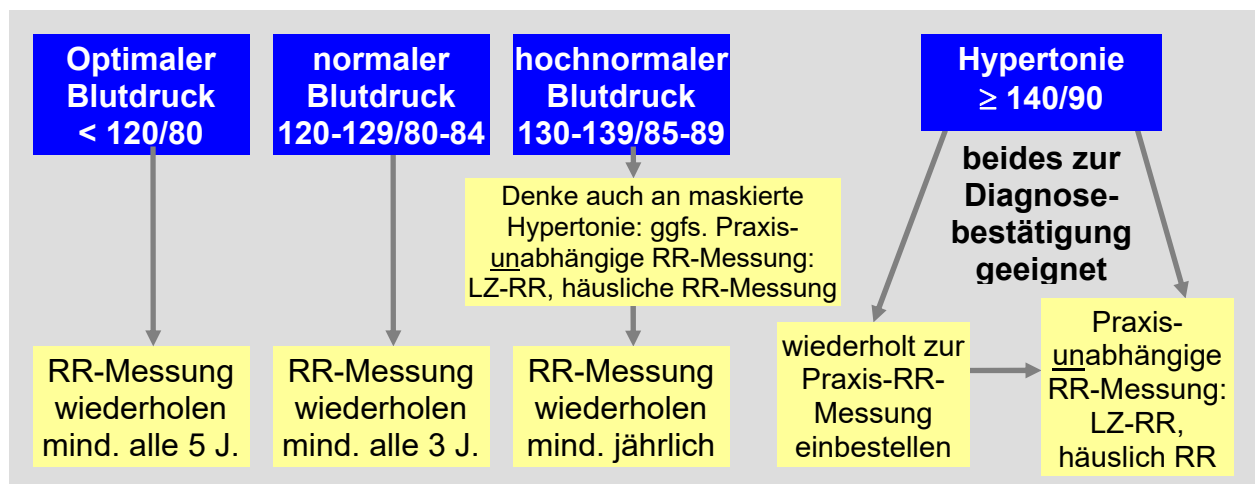 Optimaler
Blutdruck
< 120/80
normaler
Blutdruck
120-129/80-84
hochnormaler
Blutdruck
130-139/85-89
Hypertonie
≥ 140/90
Denke auch an maskierte
Hypertonie: ggfs. Praxis-
unabhängige RR-Messung:
LZ-RR, häusliche RR-Messung
beides zur
Diagnose-
bestätigung
geeignet
RR-Messung
wiederholen
mind. alle 5 J.
RR-Messung
wiederholen
mind. alle 3 J.
RR-Messung
wiederholen
mind. jährlich
wiederholt zur
Praxis-RR-
Messung
einbestellen
Praxis-
unabhängige
RR-Messung:
LZ-RR,
häuslich RR